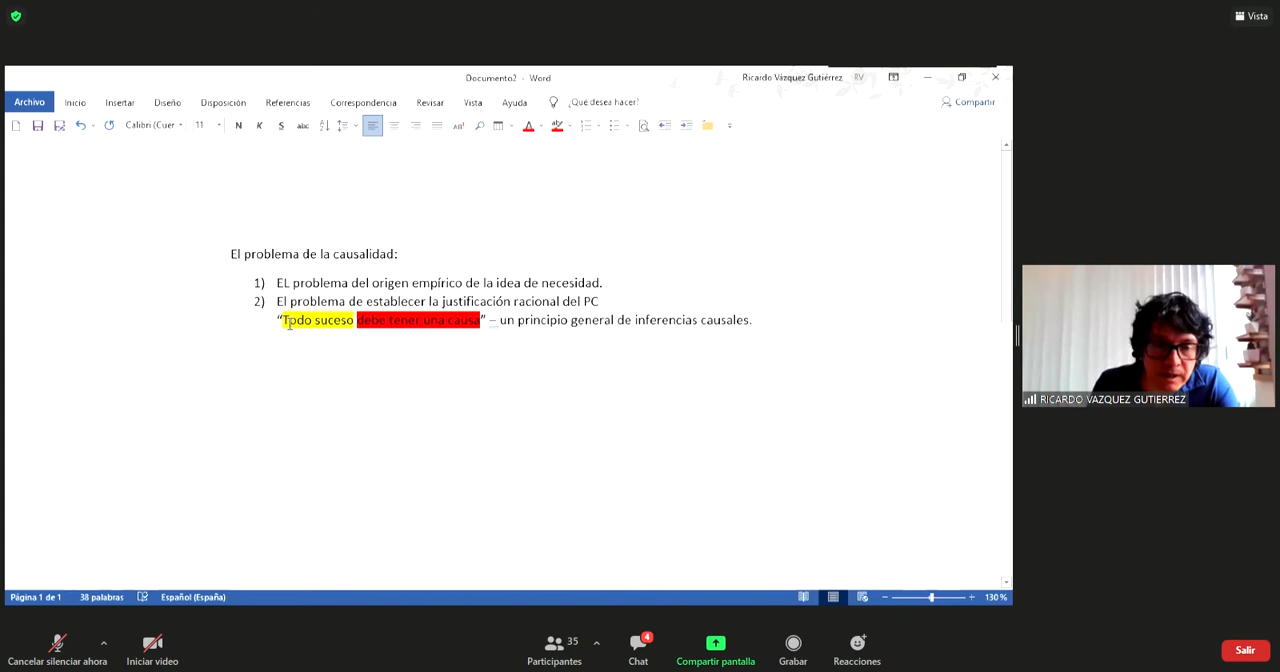 Vista
Documento2 - Word
Ricardo Vázquez Gutiérrez RV
Archivo Inicio Insertar Diseño Disposición Referencias Correspondencia Revisar Vista Ayuda ¿Qué desea hacer? Compartir
Calibri (Cuer 11 N K S abc
El problema de la causalidad:
1) EL problema del origen empírico de la idea de necesidad.
2) El problema de establecer la justificación racional del PC
“Todo suceso debe tener una causa” – un principio general de inferencias causales.
RICARDO VAZQUEZ GUTIERREZ
Página 1 de 1 38 palabras Español (España) 130 %
35 4
Cancelar silenciar ahora Iniciar video Participantes Chat Compartir pantalla Grabar Reacciones Salir